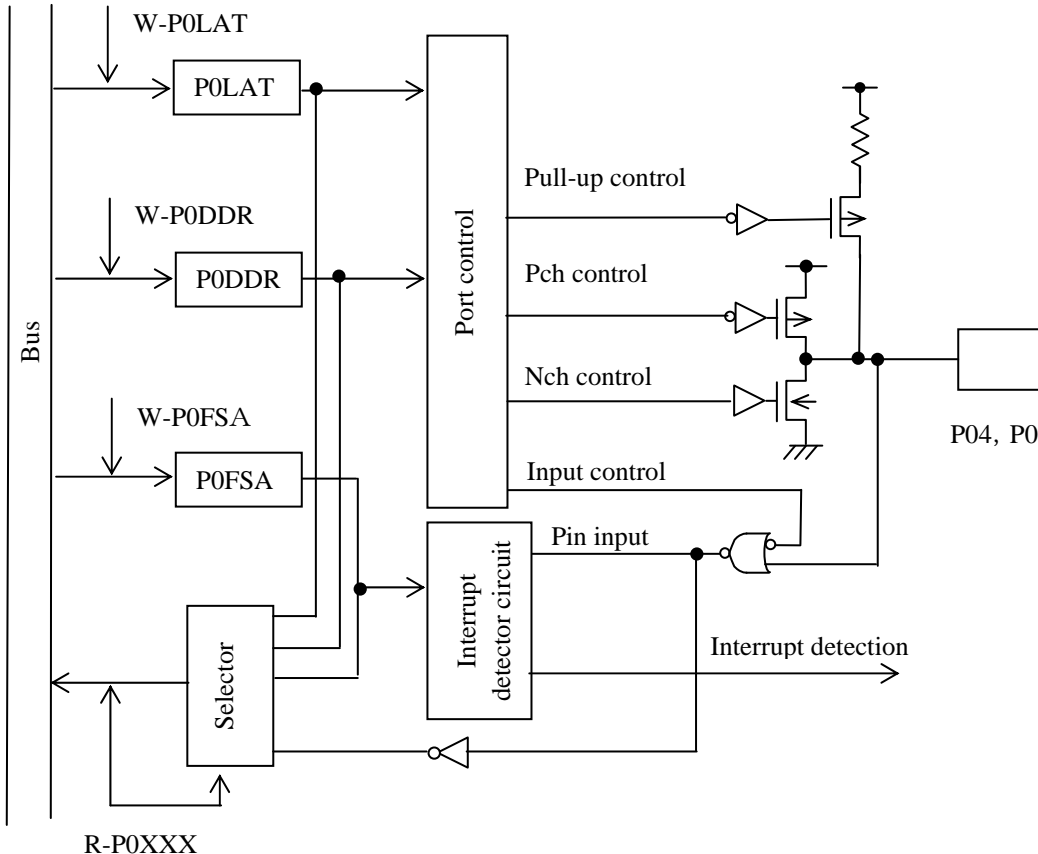 W-P0LAT
P0LAT
Pull-up control
W-P0DDR
P0DDR
Port control
Pch control
Bus
Nch control
W-P0FSA
P04, P0
P0FSA
Input control
Pin input
Interrupt
detector circuit
Interrupt detection
Selector
R-P0XXX